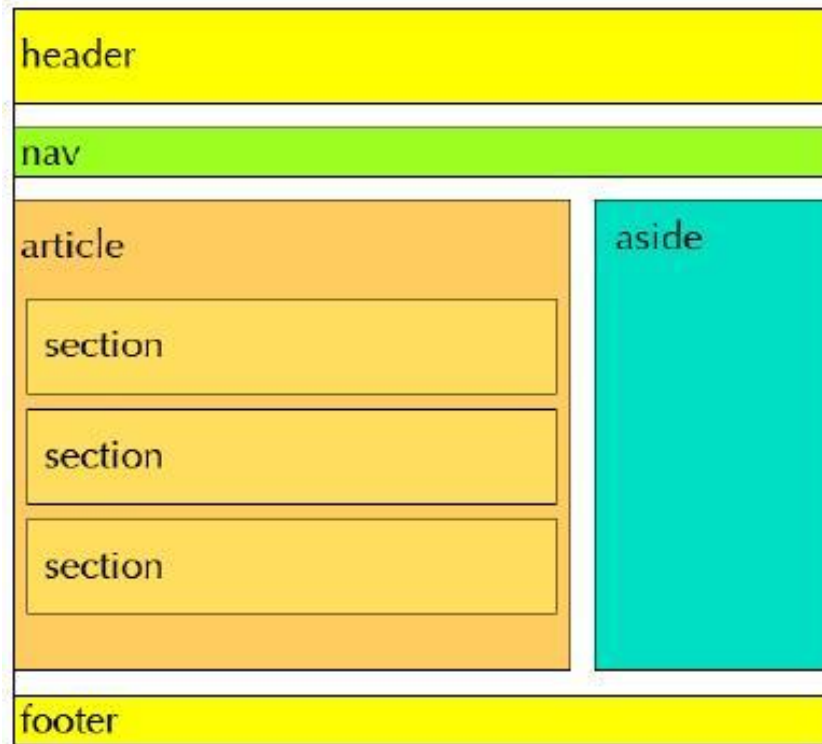 header
nav
article
aside
section
section
section
footer